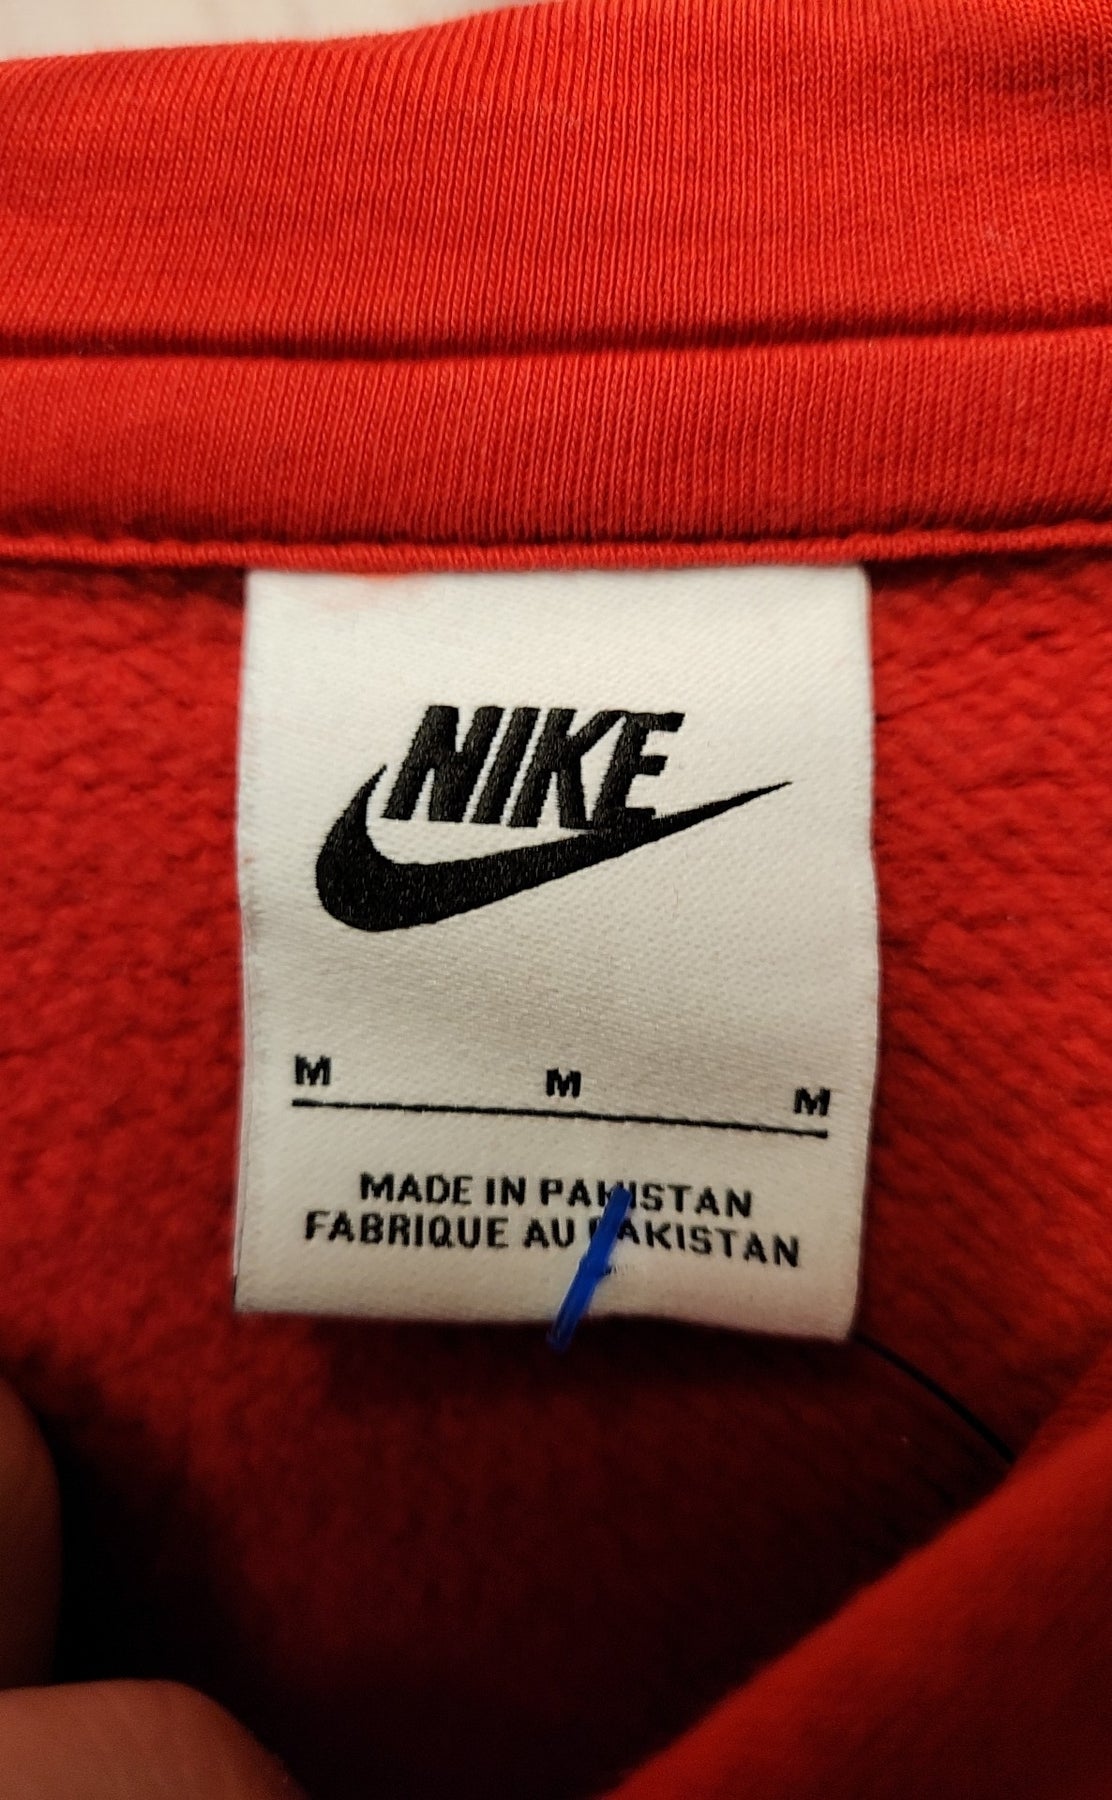 NIKE
M M M
MADE IN PAKISTAN
FABRIQUE AU PAKISTAN